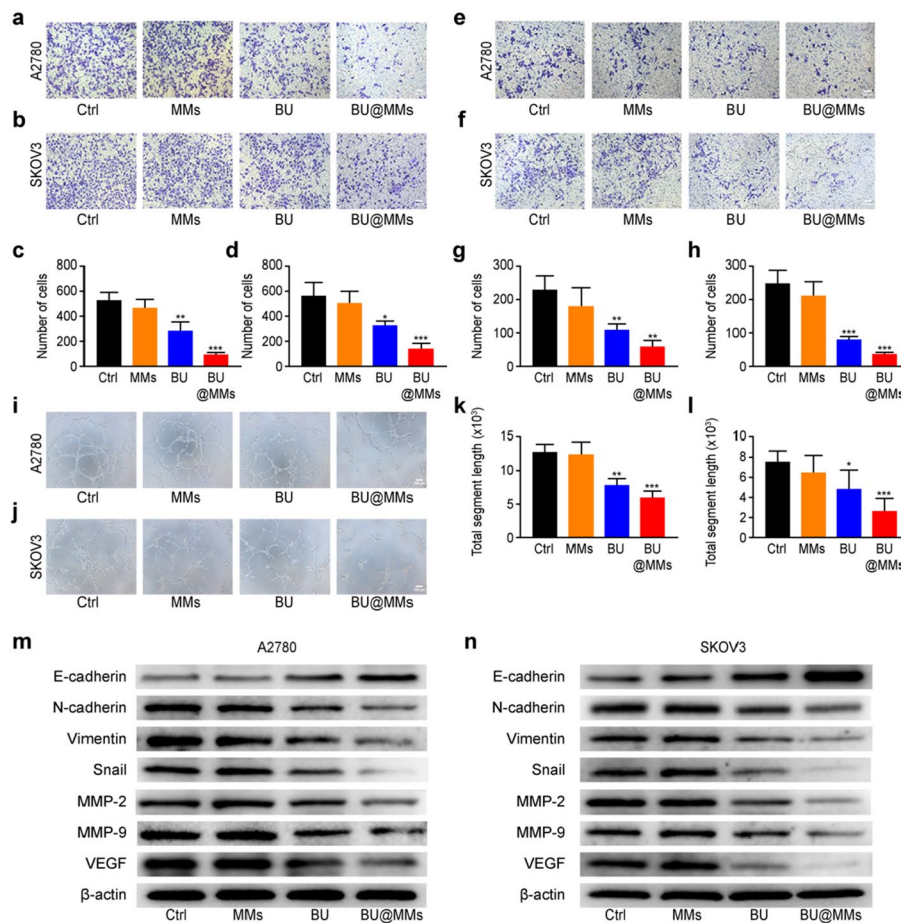 a
A2780
Ctrl MMs BU BU@MMs
b
SKOV3
Ctrl MMs BU BU@MMs
e
A2780
Ctrl MMs BU BU@MMs
f
SKOV3
Ctrl MMs BU BU@MMs
c
Number of cells
800
600
400
200
0
** ***
Ctrl MMs BU BU
@MMs
d
Number of cells
800
600
400
200
0
* ***
Ctrl MMs BU BU
@MMs
g
Number of cells
300
200
100
0
** **
Ctrl MMs BU BU
@MMs
h
Number of cells
300
200
100
0
*** ***
Ctrl MMs BU BU
@MMs
i
A2780
Ctrl MMs BU BU@MMs
j
SKOV3
Ctrl MMs BU BU@MMs
k
Total segment length (x10³)
15
10
5
0
** ***
Ctrl MMs BU BU
@MMs
l
Total segment length (x10³)
10
8
6
4
2
0
* ***
Ctrl MMs BU BU
@MMs
m
A2780
E-cadherin
N-cadherin
Vimentin
Snail
MMP-2
MMP-9
VEGF
β-actin
Ctrl MMs BU BU@MMs
n
SKOV3
E-cadherin
N-cadherin
Vimentin
Snail
MMP-2
MMP-9
VEGF
β-actin
Ctrl MMs BU BU@MMs